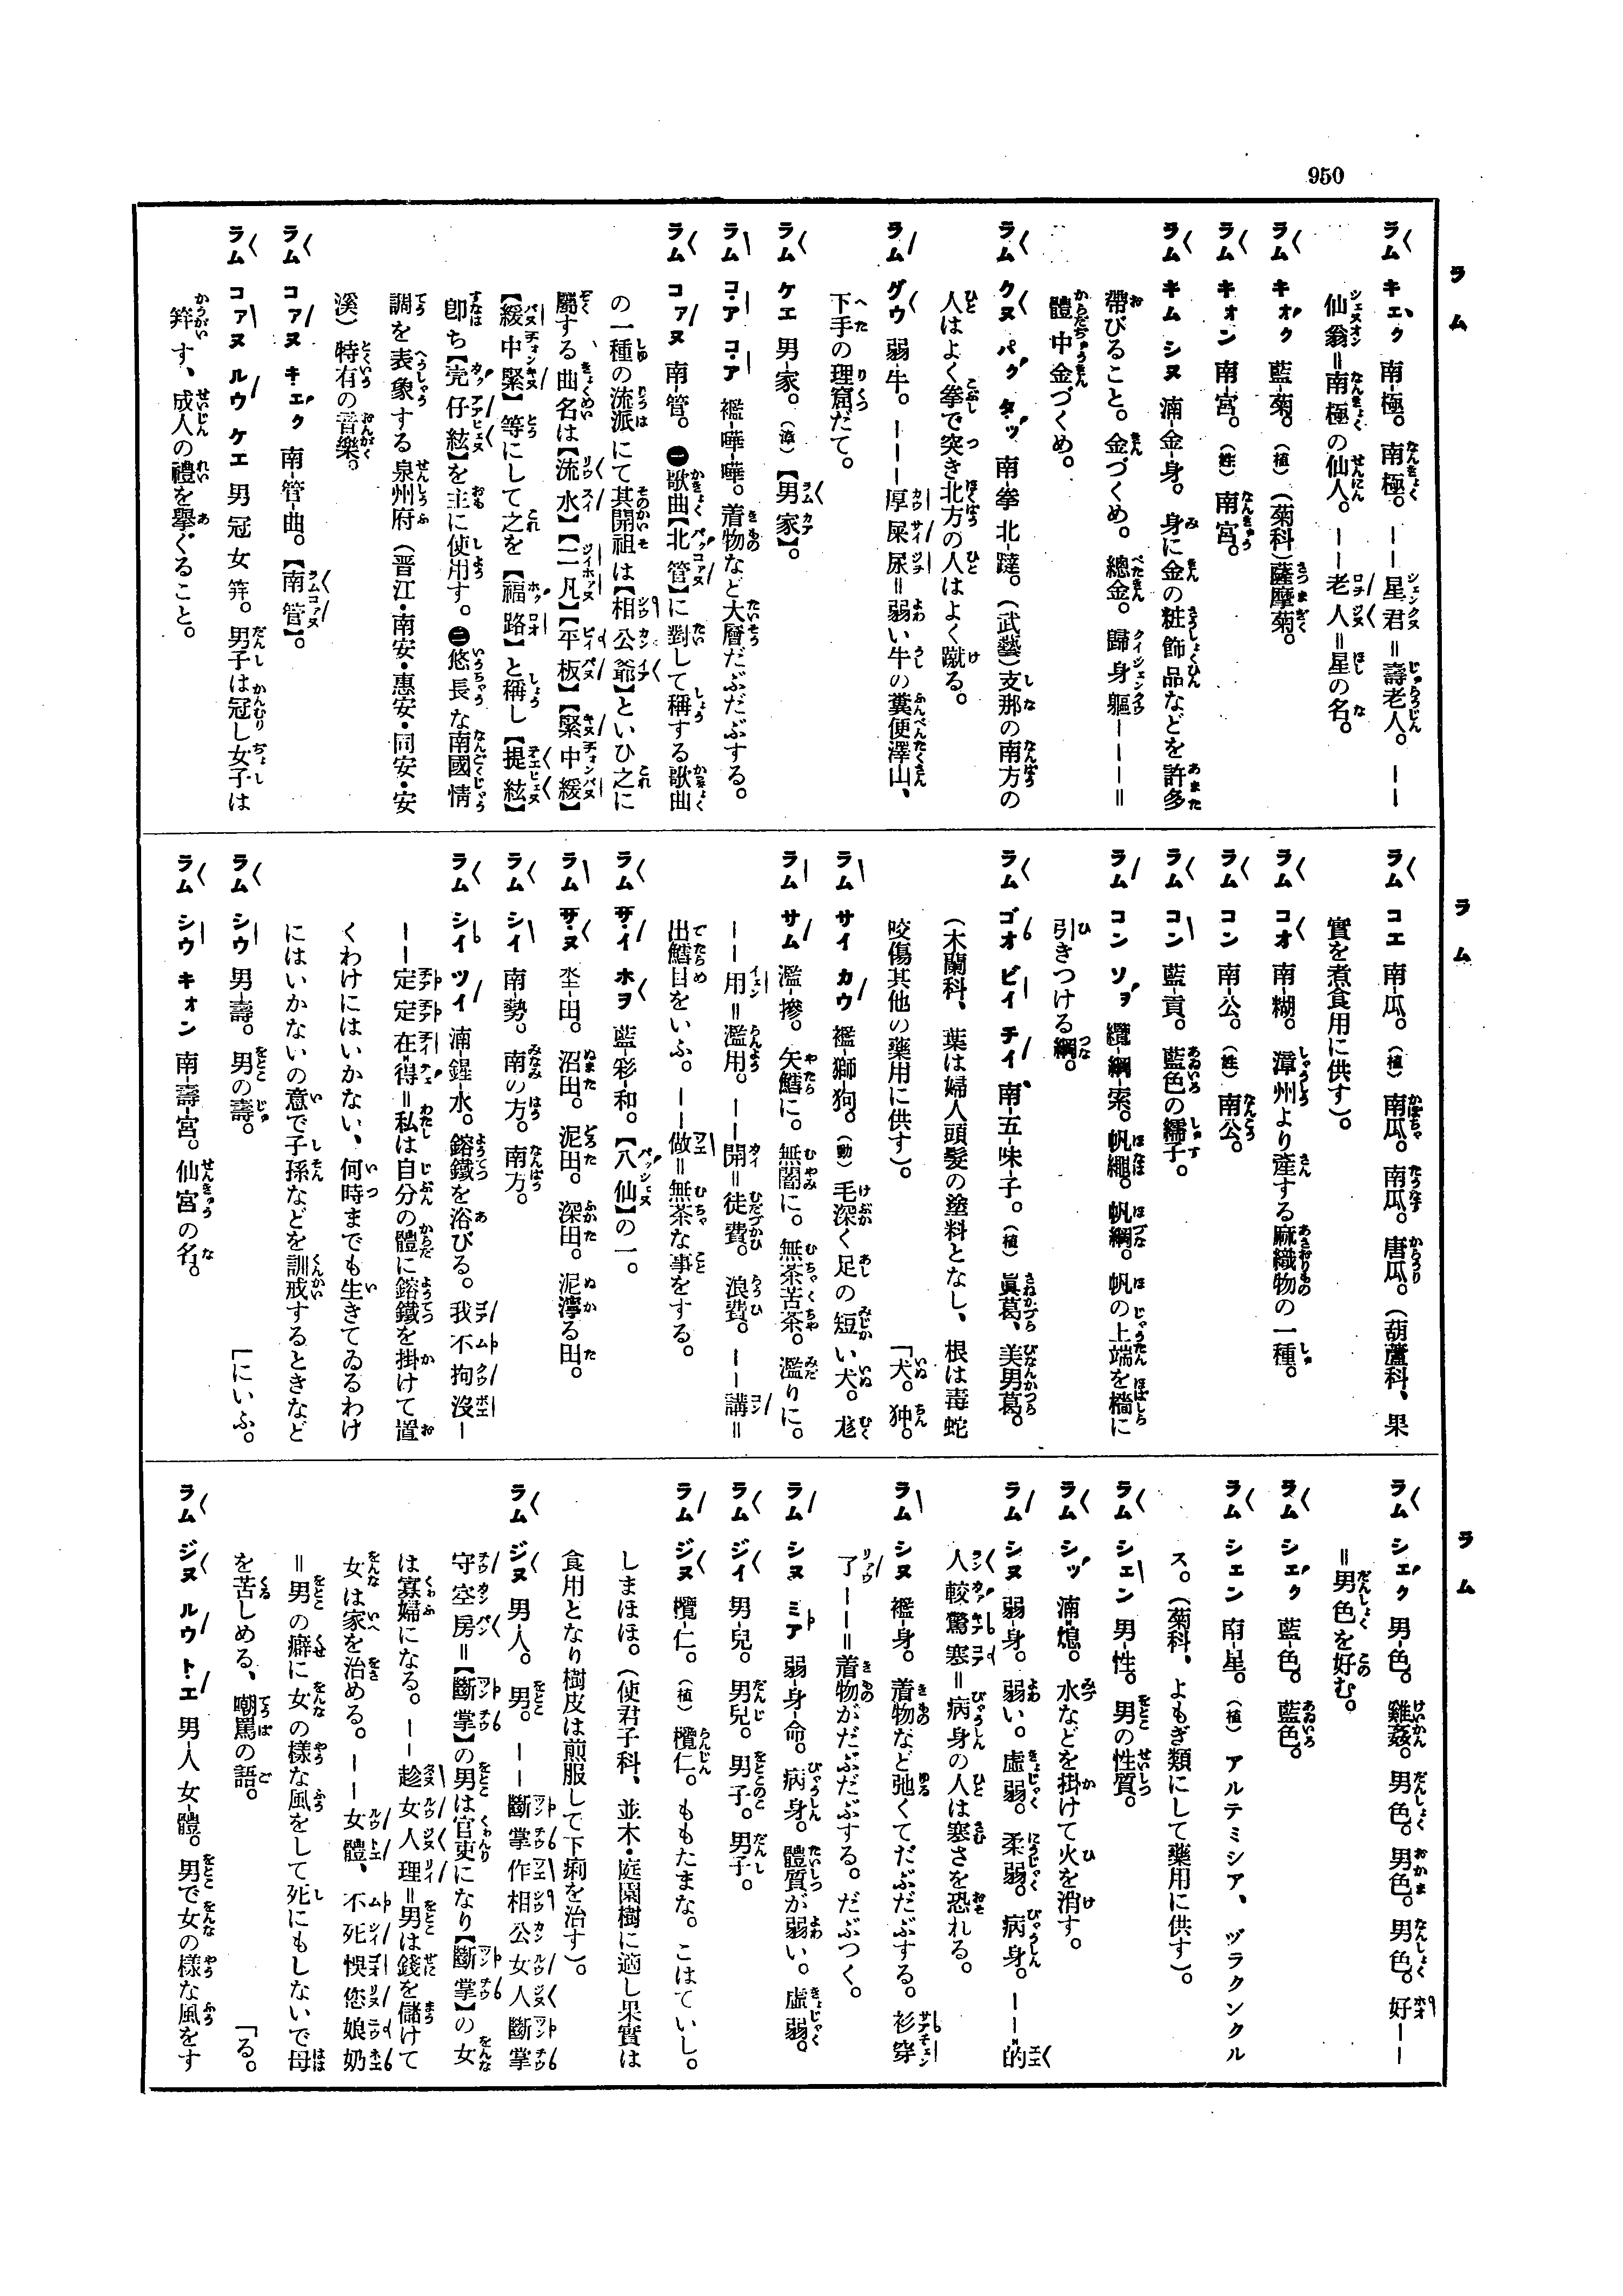 950
ラム
ラム キェク 南-極。南極。——星君＝壽老人。——
仙翁＝南極の仙人。——老人＝星の名。
ラム キォク 藍-菊。（植）（菊科）薩摩菊。
ラム キォン 南-宮。（姓）南宮。
ラム キム シヌ 湳-金-身。身に金の粧飾品などを許多
帶びること。金づくめ。總金。歸身軀———＝
體中金づくめ。
ラム クヌ パク タッ 南-拳 北-躂。（武藝）支那の南方の
人はよく拳で突き北方の人はよく蹴る。
ラム グウ 弱-牛。———厚屎尿＝弱い牛の糞便澤山、
下手の理窟だて。
ラム ケエ 男-家。（漳）【男家】。
ラム コ・ア コ・ア 襤-嘩-嘩。着物など大層だぶだぶする。
ラム コァヌ 南-管。㊀歌曲【北管】に對して稱する歌曲
の一種の流派にて其開祖は【相公爺】といひ之に
屬する曲名は【流水】【二凡】【平板】【緊中緩】
【緩中緊】等にして之を【福路】と稱し【提絃】
卽ち【壳仔絃】を主に使用す。㊁悠長な南國情
調を表象する泉州府（晋江・南安・惠安・同安・安
溪）特有の音樂。
ラム コァヌ キェク 南-管-曲。【南管】。
ラム コァヌ ルウ ケエ 男 冠 女 筓。男子は冠し女子は
筓す、成人の禮を擧ぐること。
ラム
ラム コエ 南-瓜。（植）南瓜。南瓜。唐瓜。（葫蘆科、果
實を煮食用に供す）。
ラム コオ 南-糊。漳州より產する麻織物の一種。
ラム コン 南-公。（姓）南公。
ラム コン 藍-貢。藍色の繻子。
ラム コン ソヲ 纜-綱-索。帆繩。帆綱。帆の上端を檣に
引きつける綱。
ラム ゴオ ビイ チイ 南-五-味-子。（植）眞葛、美男葛。
（木蘭科、葉は婦人頭髮の塗料となし、根は毒蛇
咬傷其他の藥用に供す）。
ラム サイ カウ 襤-獅-狗。（動）毛深く足の短い犬。尨
「犬。狆。
ラム サム 濫-摻。矢鱈に。無闇に。無茶苦茶。濫りに。
——用＝濫用。——開＝徒費。浪費。——講＝
出鱈目をいふ。——做＝無茶な事をする。
ラム サ・イ ホヲ 藍-彩-和。【八仙】の一。
ラム サ・ヌ 坔-田。沼田。泥田。深田。泥濘る田。
ラム シイ 南-勢。南の方。南方。
ラム シイ ツイ 湳-鋥-水。鎔鐵を浴びる。我不拘沒—
——定定在得＝私は自分の體に鎔鐵を掛けて置
くわけにはいかない、何時までも生きてゐるわけ
にはいかないの意で子孫などを訓戒するときなど
「にいふ。
ラム シウ 男-壽。男の壽。
ラム シウ キォン 南-壽-宮。仙宮の名。
ラム
ラム シェク 男-色。雞姦。男色。男色。男色。好——
＝男色を好む。
ラム シェク 藍-色。藍色。
ラム シェン 南-星。（植）アルテミシア、ヅラクンクル
ス。（菊科、よもぎ類にして藥用に供す）。
ラム シェン 男-性。男の性質。
ラム シッ 湳-熄。水などを掛けて火を消す。
ラム シヌ 弱-身。弱い。虛弱。柔弱。病身。——的
人較驚寒＝病身の人は寒さを恐れる。
ラム シヌ 襤-身。着物など弛くてだぶだぶする。衫穿
了——＝着物がだぶだぶする。だぶつく。
ラム シヌ ミア 弱-身-命。病身。體質が弱い。虛弱。
ラム ジイ 男-兒。男兒。男子。男子。
ラム ジヌ 欖-仁。（植）欖仁。ももたまな。こはていし。
しまほほ。（使君子科、並木・庭園樹に適し果實は
食用となり樹皮は煎服して下痢を治す）。
ラム ジヌ 男-人。男。——斷掌作相公女人斷掌
守空房＝【斷掌】の男は官吏になり【斷掌】の女
は寡婦になる。——趁女人理＝男は錢を儲けて
女は家を治める。——女體、不死悞您娘奶
＝男の癖に女の樣な風をして死にもしないで母
を苦しめる、嘲罵の語。
「る。
ラム ジヌ ルウ ト・エ 男-人 女-體。男で女の樣な風をす